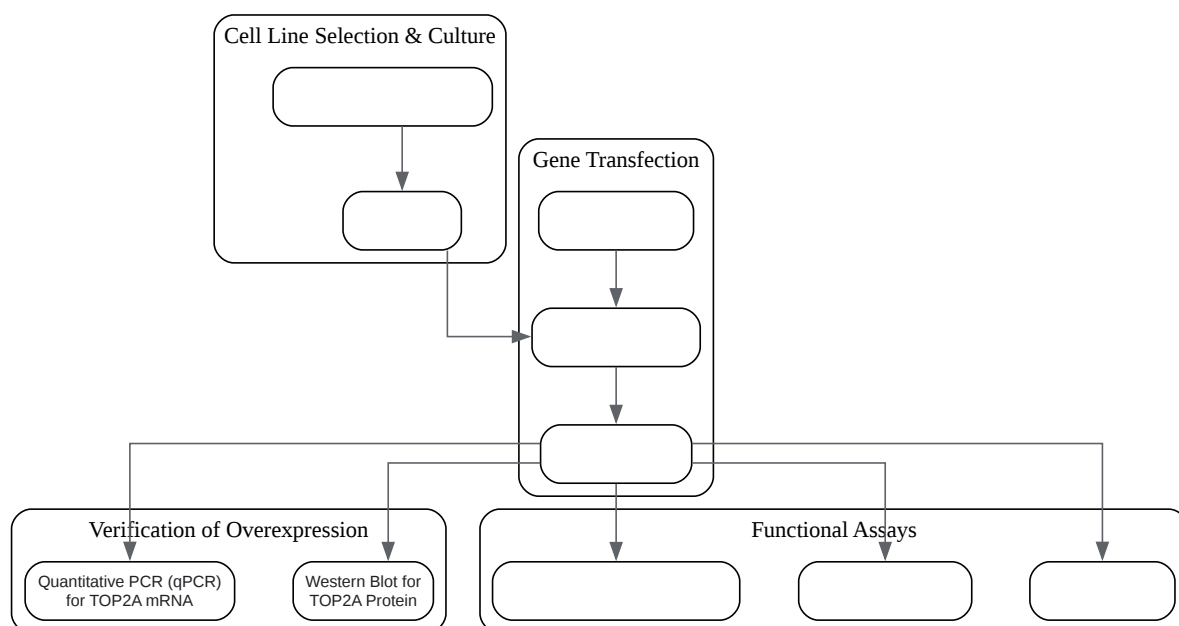 Cell Line Selection & Culture
Gene Transfection
Verification of Overexpression
Functional Assays
Quantitative PCR (qPCR)
for TOP2A mRNA
Western Blot for
TOP2A Protein